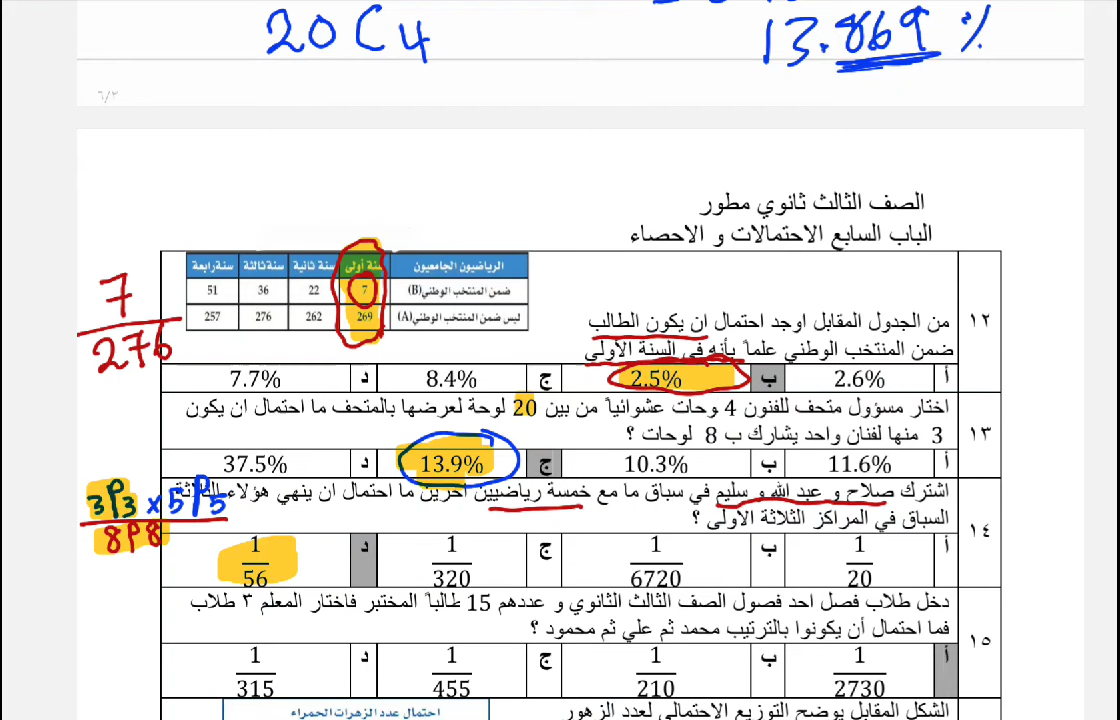 20C4
13.869 %
٦/٢
الصف الثالث ثانوي مطور
الباب السابع الاحتمالات و الاحصاء
الرياضيون الجامعيون سنة أولى سنة ثانية سنة ثالثة سنة رابعة
ضمن المنتخب الوطني(B) 7 22 36 51
ليس ضمن المنتخب الوطني(A) 269 262 276 257
7
276
١٢
من الجدول المقابل اوجد احتمال ان يكون الطالب
ضمن المنتخب الوطني علماً بأنه في السنة الأولى
أ 2.6% ب 2.5% ج 8.4% د 7.7%
١٣
اختار مسؤول متحف للفنون 4 وحات عشوائياً من بين 20 لوحة لعرضها بالمتحف ما احتمال ان يكون
3 منها لفنان واحد يشارك ب 8 لوحات ؟
أ 11.6% ب 10.3% ج 13.9% د 37.5%
3P3 x 5P5
8P8
١٤
اشترك صلاح و عبد الله و سليم في سباق ما مع خمسة رياضيين آخرين ما احتمال ان ينهي هؤلاء الثلاثة
السباق في المراكز الثلاثة الاولى ؟
أ 1/20 ب 1/6720 ج 1/320 د 1/56
١٥
دخل طلاب فصل احد فصول الصف الثالث الثانوي و عددهم 15 طالباً المختبر فاختار المعلم ٣ طلاب
فما احتمال أن يكونوا بالترتيب محمد ثم علي ثم محمود ؟
أ 1/2730 ب 1/210 ج 1/455 د 1/315
الشكل المقابل يوضح التوزيع الاحتمالي لعدد الزهور
احتمال عدد الزهرات الحمراء